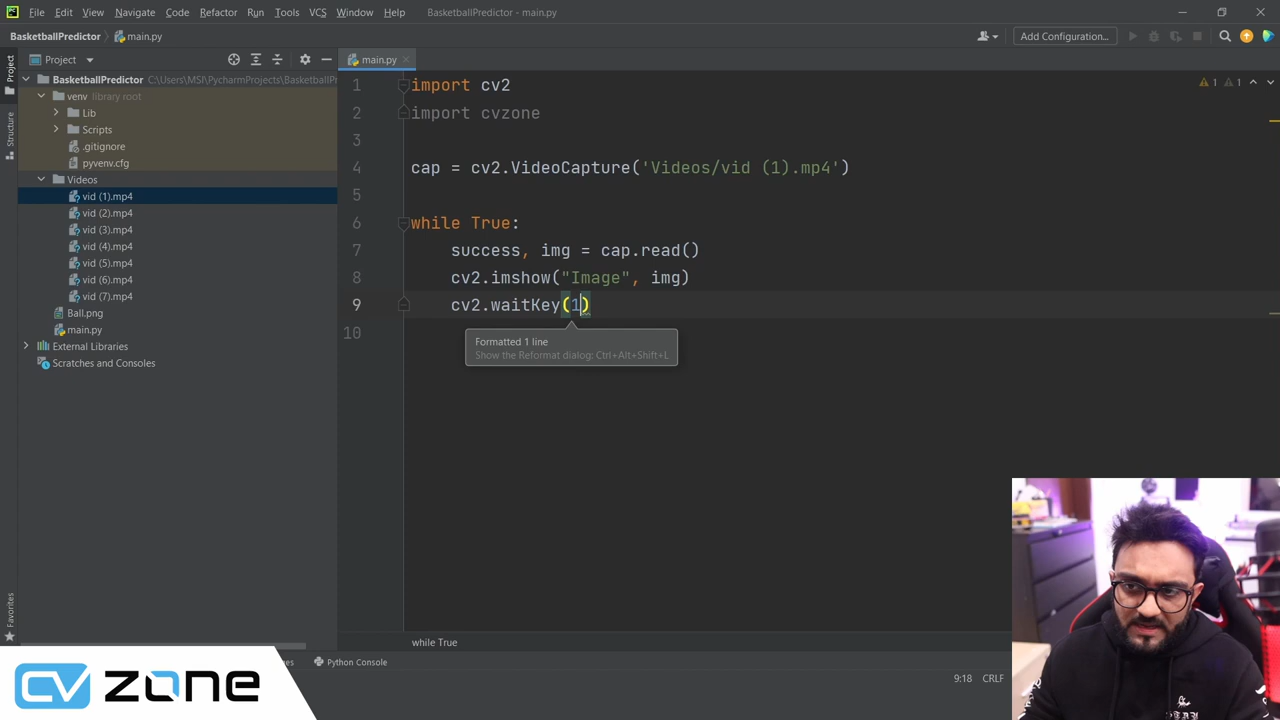 File Edit View Navigate Code Refactor Run Tools VCS Window Help BasketballPredictor - main.py
BasketballPredictor main.py Add Configuration...
Project Project main.py
1 import cv2
2 import cvzone
3
4 cap = cv2.VideoCapture('Videos/vid (1).mp4')
5
6 while True:
7 success, img = cap.read()
8 cv2.imshow("Image", img)
9 cv2.waitKey(1)
10
Formatted 1 line
Show the Reformat dialog: Ctrl+Alt+Shift+L
1 1
BasketballPredictor C:\Users\MSI\PycharmProjects\BasketballPr
venv library root
Lib
Scripts
.gitignore
pyvenv.cfg
Videos
vid (1).mp4
vid (2).mp4
vid (3).mp4
vid (4).mp4
vid (5).mp4
vid (6).mp4
vid (7).mp4
Ball.png
main.py
External Libraries
Scratches and Consoles
Structure
Favorites
while True
Python Console
9:18 CRLF
CV ZONE